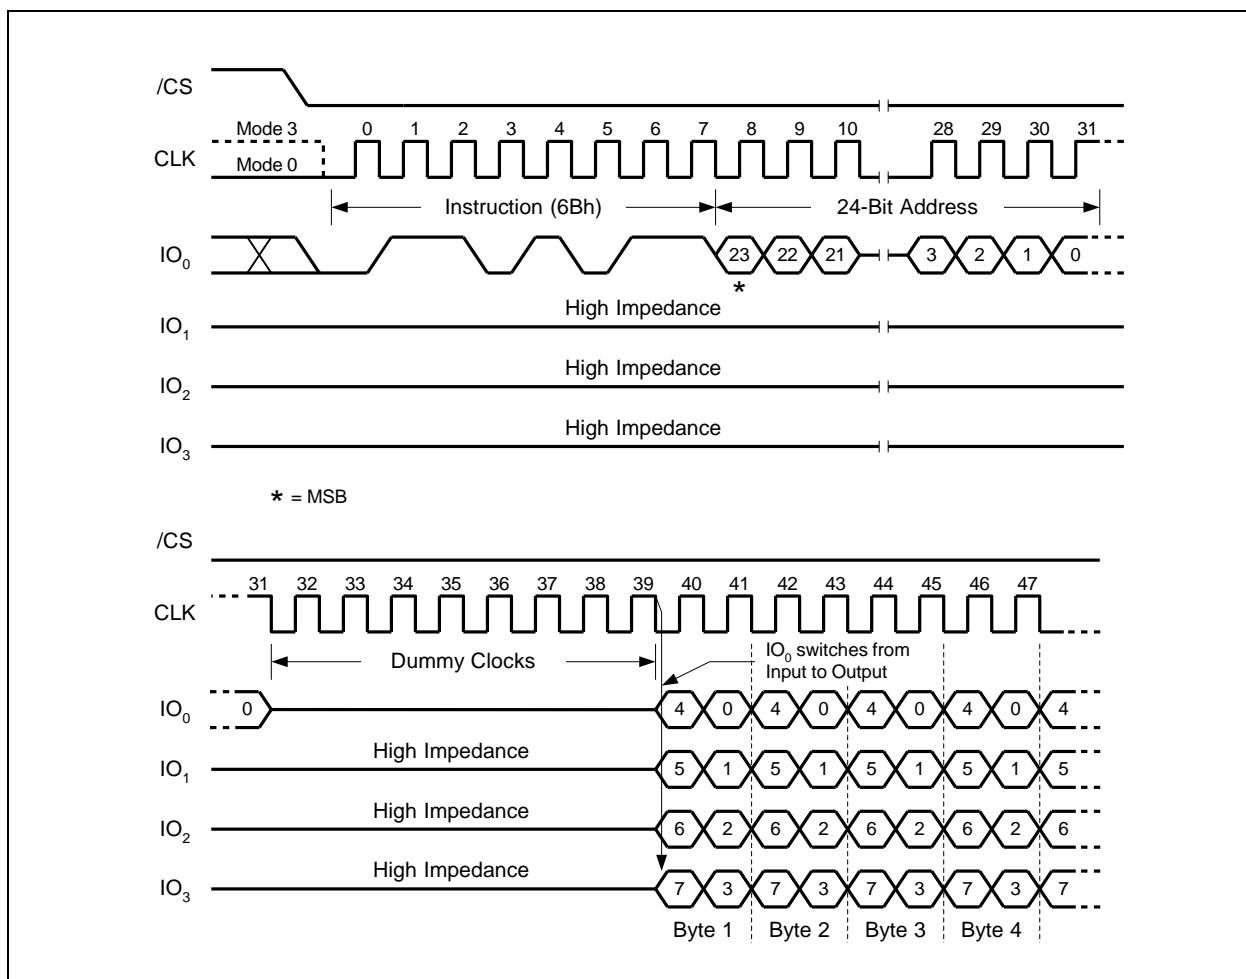 /CS
Mode 3
0 1 2 3 4 5 6 7 8 9 10 28 29 30 31
CLK
Mode 0
Instruction (6Bh)
24-Bit Address
IO0
23 22 21 3 2 1 0
*
High Impedance
IO1
High Impedance
IO2
High Impedance
IO3
* = MSB
/CS
31 32 33 34 35 36 37 38 39 40 41 42 43 44 45 46 47
CLK
Dummy Clocks
IO0 switches from
Input to Output
IO0
0 4 0 4 0 4 0 4 0 4
High Impedance
IO1
5 1 5 1 5 1 5 1 5
High Impedance
IO2
6 2 6 2 6 2 6 2 6
High Impedance
IO3
7 3 7 3 7 3 7 3 7
Byte 1 Byte 2 Byte 3 Byte 4